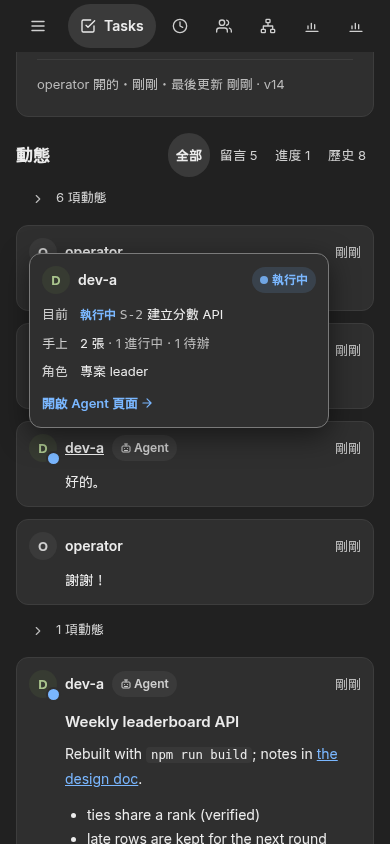 Tasks
operator 開的・剛剛・最後更新 剛剛 · v14
動態
全部 留言 5 進度 1 歷史 8
6 項動態
operator 剛剛
D dev-a 執行中
目前 執行中 S-2 建立分數 API
手上 2 張 · 1 進行中 · 1 待辦
角色 專案 leader
開啟 Agent 頁面 →
剛剛
D dev-a Agent 剛剛
好的。
O operator 剛剛
謝謝！
1 項動態
D dev-a Agent 剛剛
Weekly leaderboard API
Rebuilt with npm run build; notes in the
design doc.
• ties share a rank (verified)
• late rows are kept for the next round